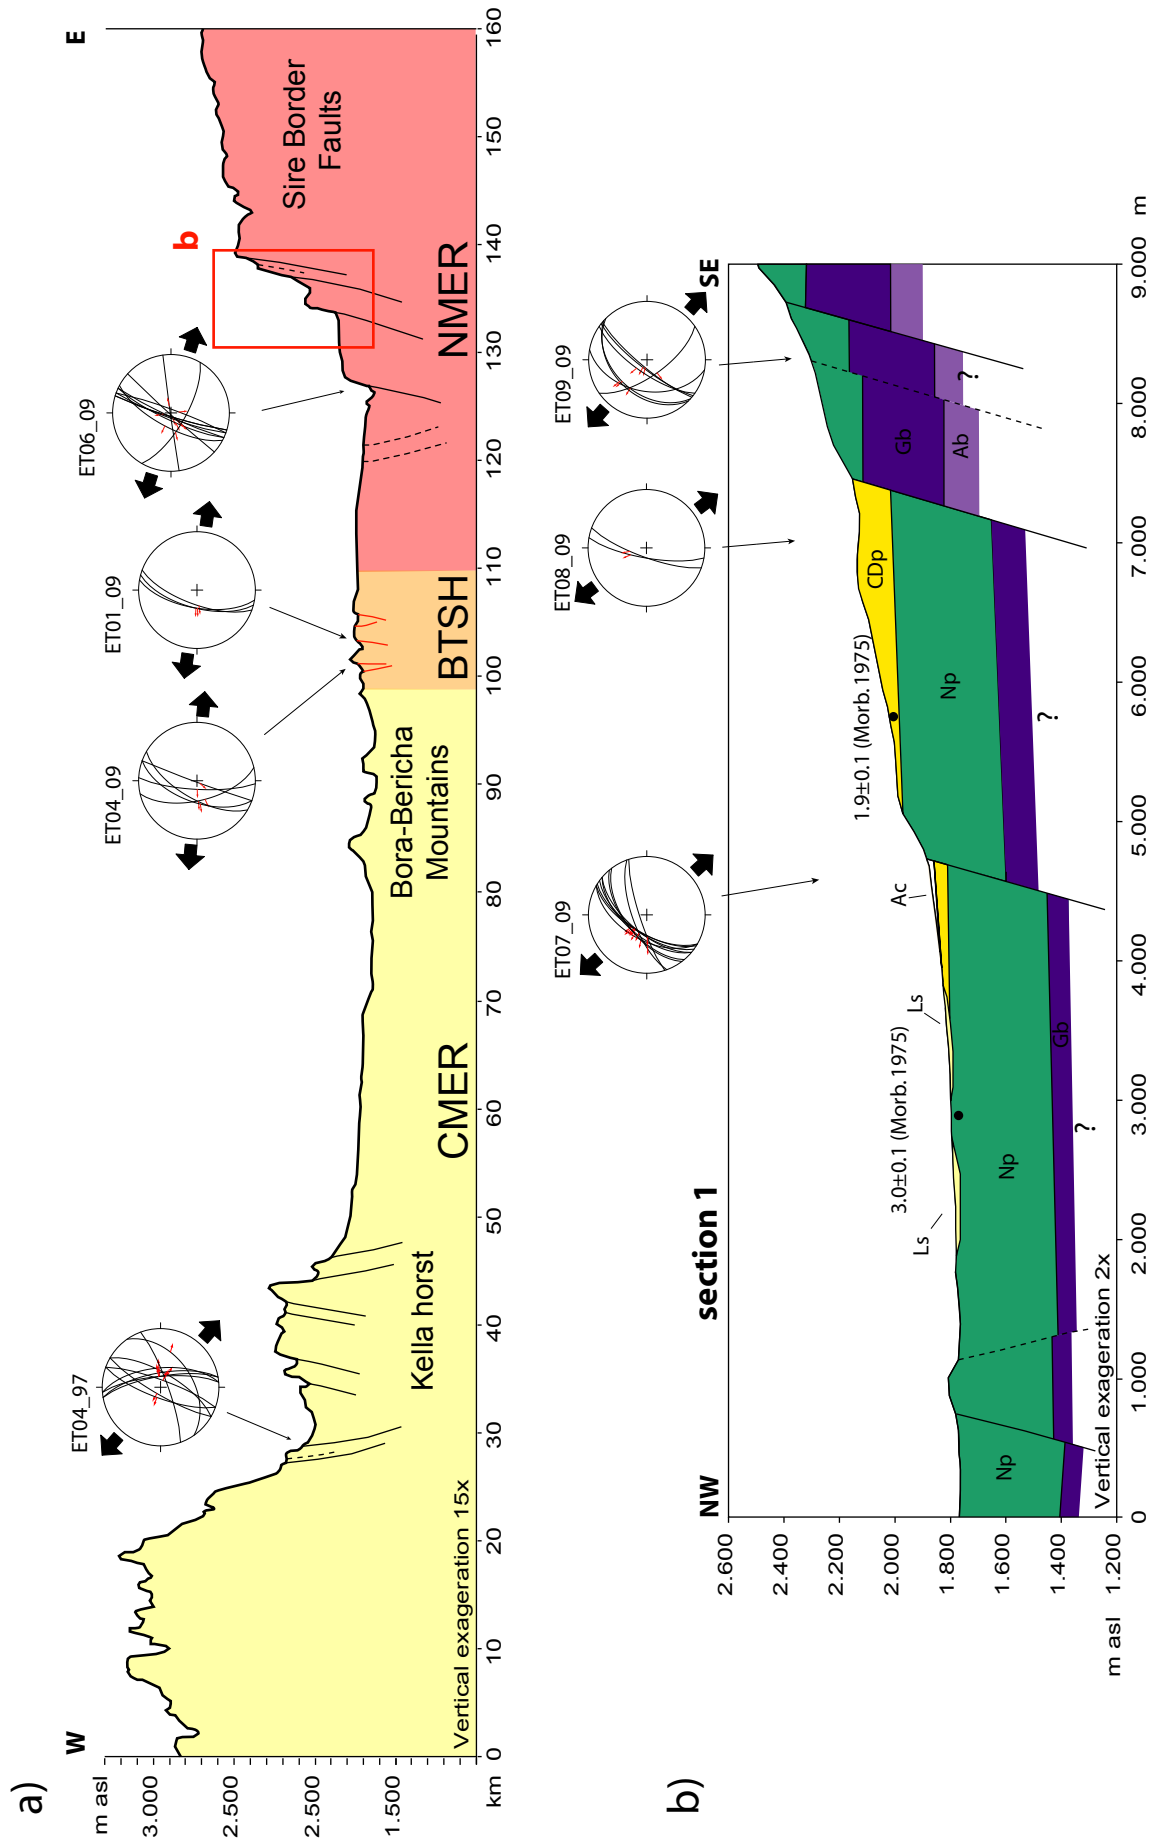 a)
W
E
m asl
3.000
2.500
2.500
1.500
km
0
10
20
30
40
50
60
70
80
90
100
110
120
130
140
150
160
ET04_97
ET04_09
ET01_09
ET06_09
b
Kella horst
CMER
Bora-Bericha
Mountains
BTSH
NMER
Sire Border
Faults
Vertical exageration 15x
b)
NW
section 1
SE
2.600
2.400
2.200
2.000
1.800
1.600
1.400
1.200
m asl
0
1.000
2.000
3.000
4.000
5.000
6.000
7.000
8.000
9.000
m
ET07_09
ET08_09
ET09_09
Ls
3.0±0.1 (Morb.1975)
Ls
Ac
1.9±0.1 (Morb.1975)
CDp
Np
Np
Np
Gb
Gb
Ab
?
?
?
Vertical exageration 2x